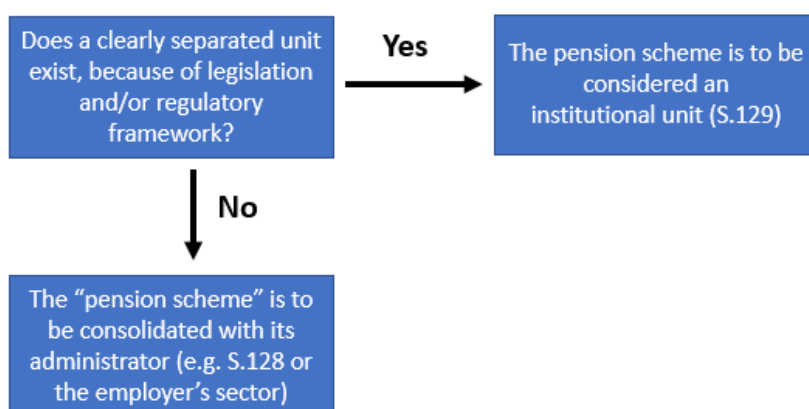 Does a clearly separated unit
exist, because of legislation
and/or regulatory
framework?
Yes
The pension scheme is to be
considered an
institutional unit (S.129)
No
The “pension scheme” is to
be consolidated with its
administrator (e.g. S.128 or
the employer’s sector)